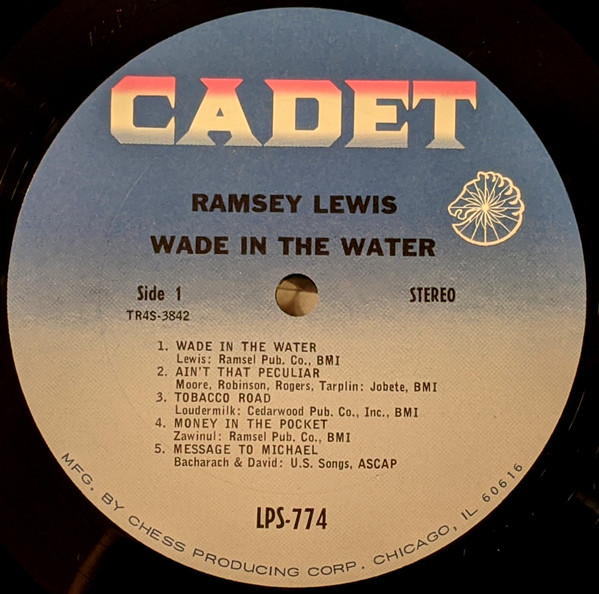 CADET
RAMSEY LEWIS
WADE IN THE WATER
Side 1
STEREO
TR4S-3842
1. WADE IN THE WATER
Lewis: Ramsel Pub. Co., BMI
2. AIN'T THAT PECULIAR
Moore, Robinson, Rogers, Tarplin: Jobete, BMI
3. TOBACCO ROAD
Loudermilk: Cedarwood Pub. Co., Inc., BMI
4. MONEY IN THE POCKET
Zawinul: Ramsel Pub. Co., BMI
5. MESSAGE TO MICHAEL
Bacharach & David: U.S. Songs, ASCAP
LPS-774
MFG. BY CHESS PRODUCING CORP. CHICAGO, IL 60616